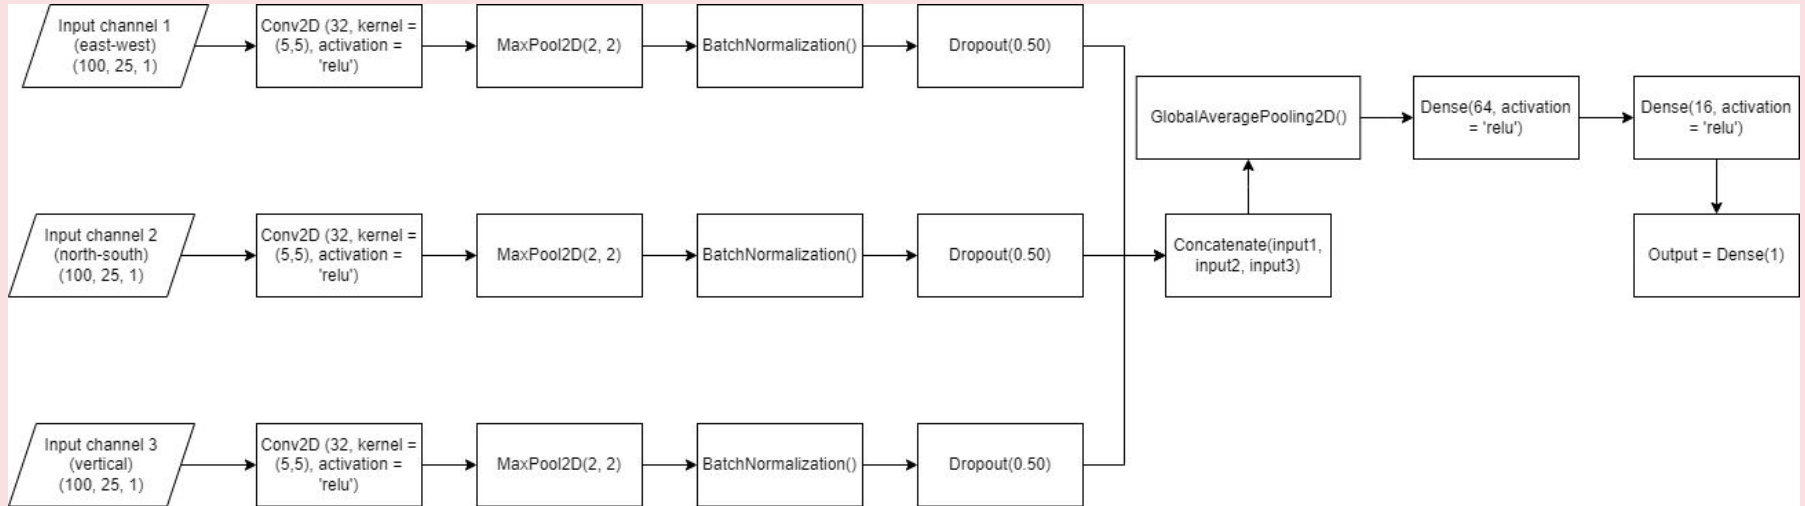 Input channel 1
(east-west)
(100, 25, 1)
Conv2D (32, kernel =
(5,5), activation =
'relu')
MaxPool2D(2, 2)
BatchNormalization()
Dropout(0.50)
Input channel 2
(north-south)
(100, 25, 1)
Conv2D (32, kernel =
(5,5), activation =
'relu')
MaxPool2D(2, 2)
BatchNormalization()
Dropout(0.50)
Input channel 3
(vertical)
(100, 25, 1)
Conv2D (32, kernel =
(5,5), activation =
'relu')
MaxPool2D(2, 2)
BatchNormalization()
Dropout(0.50)
Concatenate(input1,
input2, input3)
GlobalAveragePooling2D()
Dense(64, activation
= 'relu')
Dense(16, activation
= 'relu')
Output = Dense(1)